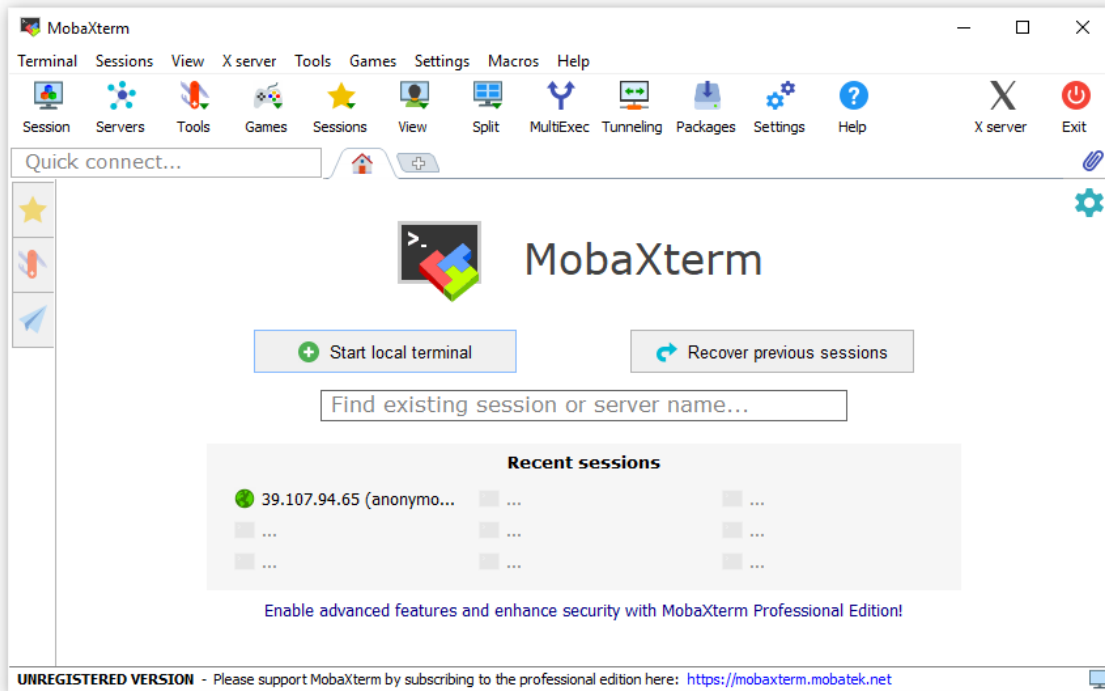 MobaXterm
Terminal Sessions View X server Tools Games Settings Macros Help
Session Servers Tools Games Sessions View Split MultiExec Tunneling Packages Settings Help X server Exit
Quick connect...
>_
MobaXterm
Start local terminal Recover previous sessions
Find existing session or server name...
Recent sessions
39.107.94.65 (anonymo... ... ...
... ... ...
... ... ...
Enable advanced features and enhance security with MobaXterm Professional Edition!
UNREGISTERED VERSION - Please support MobaXterm by subscribing to the professional edition here: https://mobaxterm.mobatek.net